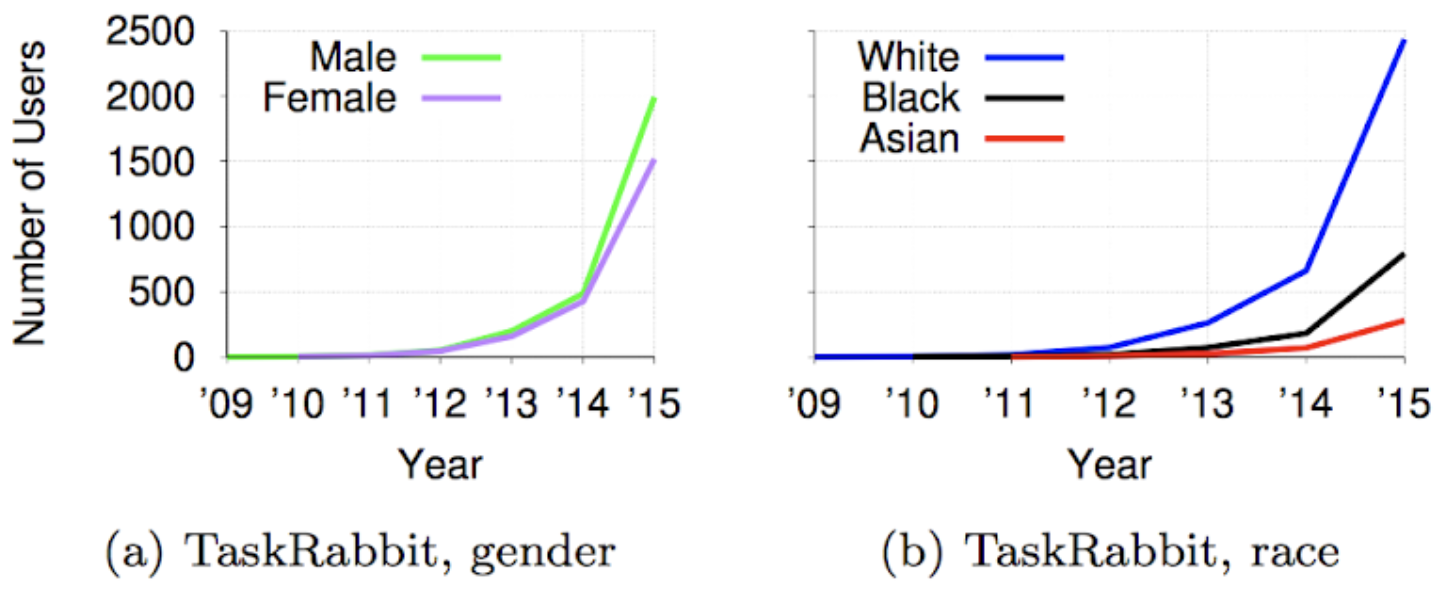 Number of Users
2500
2000
1500
1000
500
0
Male
Female
’09 ’10 ’11 ’12 ’13 ’14 ’15
Year
(a) TaskRabbit, gender
White
Black
Asian
’09 ’10 ’11 ’12 ’13 ’14 ’15
Year
(b) TaskRabbit, race